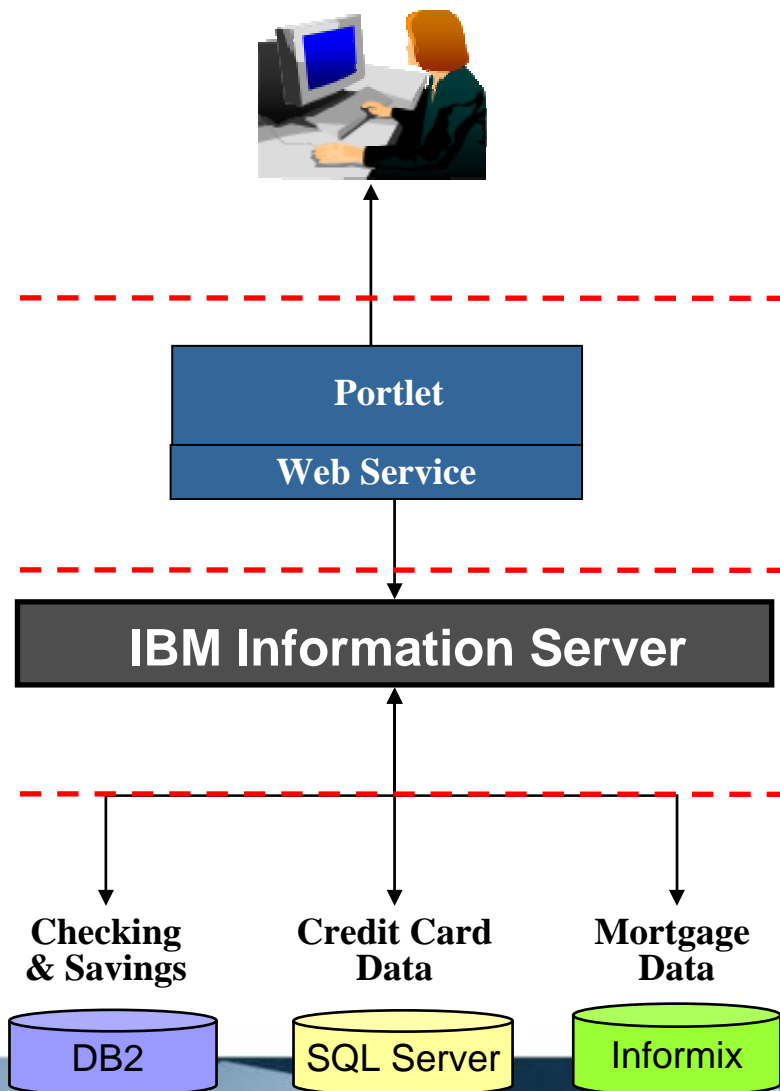 Portlet
Web Service
IBM Information Server
Checking
& Savings
Credit Card
Data
Mortgage
Data
DB2
SQL Server
Informix